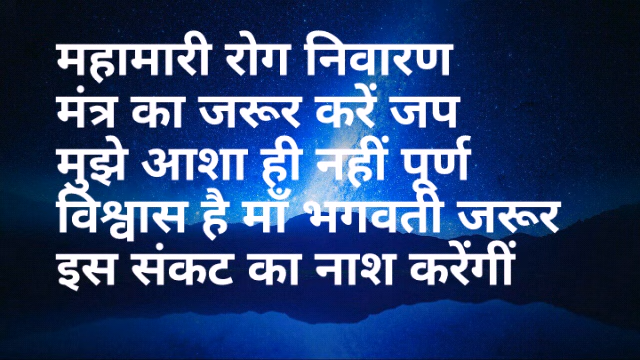 महामारी रोग निवारण
मंत्र का जरूर करें जप
मुझे आशा ही नहीं पूर्ण
विश्वास है माँ भगवती जरूर
इस संकट का नाश करेंगीं